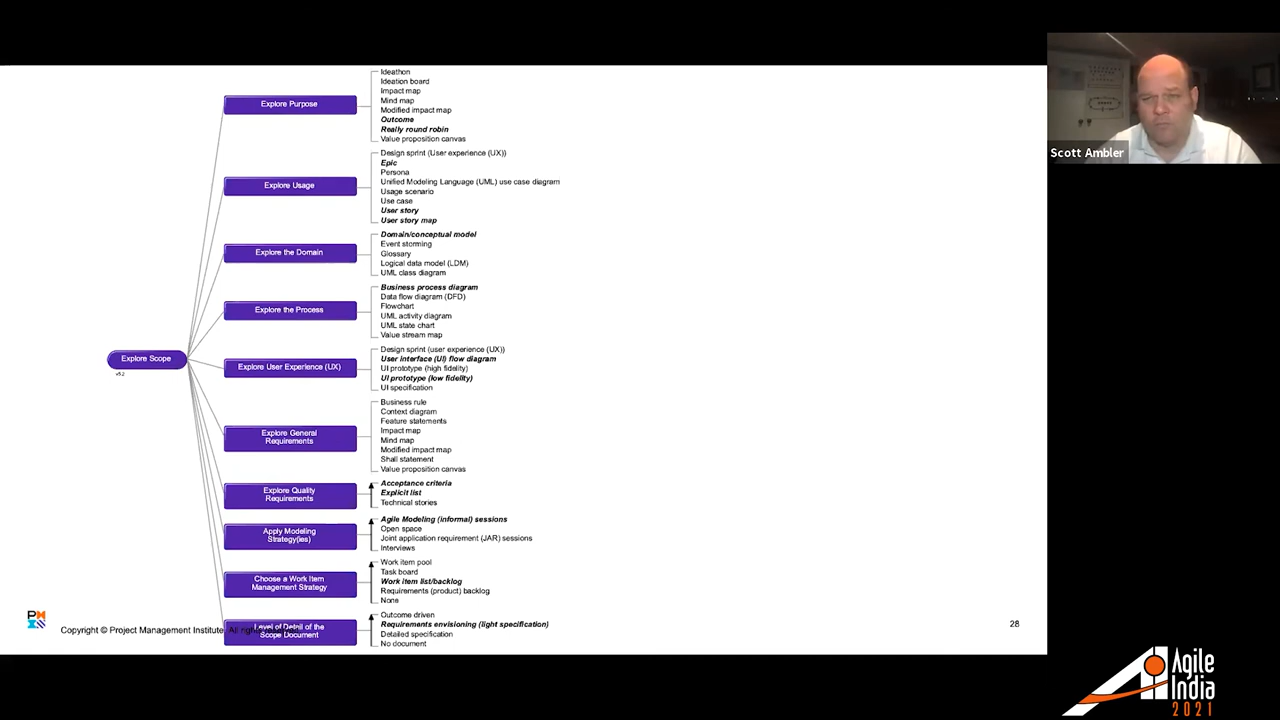 Explore Scope
v5.2
Explore Purpose
Ideathon
Ideation board
Impact map
Mind map
Modified impact map
Outcome
Really round robin
Value proposition canvas
Explore Usage
Design sprint (User experience (UX))
Epic
Persona
Unified Modeling Language (UML) use case diagram
Usage scenario
Use case
User story
User story map
Explore the Domain
Domain/conceptual model
Event storming
Glossary
Logical data model (LDM)
UML class diagram
Explore the Process
Business process diagram
Data flow diagram (DFD)
Flowchart
UML activity diagram
UML state chart
Value stream map
Explore User Experience (UX)
Design sprint (user experience (UX))
User interface (UI) flow diagram
UI prototype (high fidelity)
UI prototype (low fidelity)
UI specification
Explore General
Requirements
Business rule
Context diagram
Feature statements
Impact map
Mind map
Modified impact map
Shall statement
Value proposition canvas
Explore Quality
Requirements
Acceptance criteria
Explicit list
Technical stories
Apply Modeling
Strategy(ies)
Agile Modeling (informal) sessions
Open space
Joint application requirement (JAR) sessions
Interviews
Choose a Work Item
Management Strategy
Work item pool
Task board
Work item list/backlog
Requirements (product) backlog
None
Level of Detail of the
Scope Document
Outcome driven
Requirements envisioning (light specification)
Detailed specification
No document
Copyright © Project Management Institute. All
28
Scott Ambler
Agile
India
2021